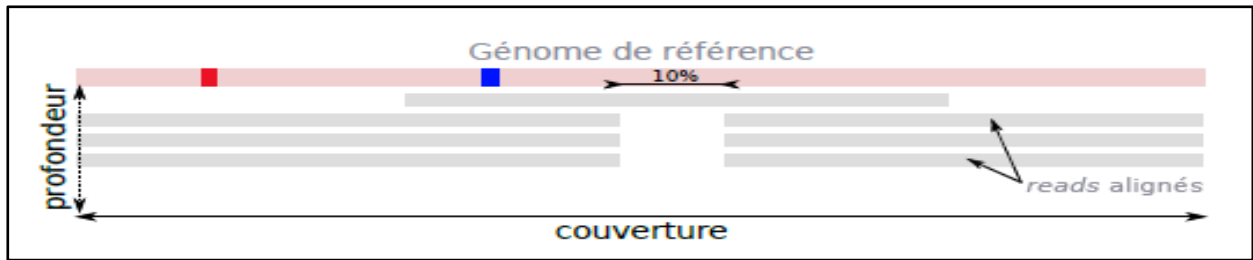 Génome de référence
10%
profondeur
reads alignés
couverture